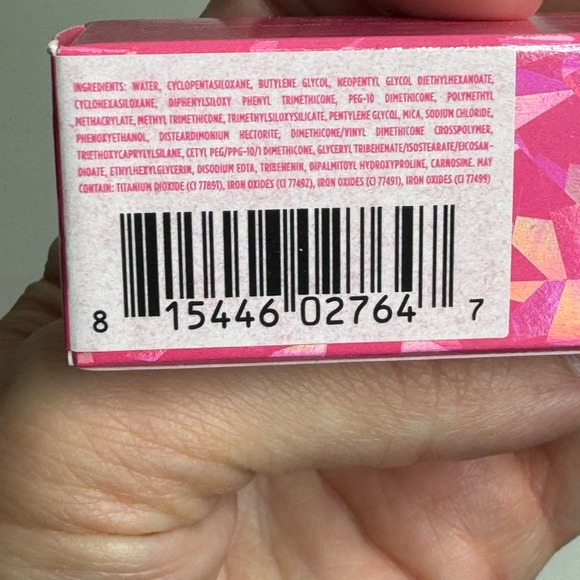 INGREDIENTS: WATER, CYCLOPENTASILOXANE, BUTYLENE GLYCOL, NEOPENTYL GLYCOL DIETHYLHEXANOATE,
CYCLOHEXASILOXANE, DIPHENYLSILOXY PHENYL TRIMETHICONE, PEG-10 DIMETHICONE, POLYMETHYL
METHACRYLATE, METHYL TRIMETHICONE, TRIMETHYLSILOXYSILICATE, PENTYLENE GLYCOL, MICA, SODIUM CHLORIDE,
PHENOXYETHANOL, DISTEARDIMONIUM HECTORITE, DIMETHICONE/VINYL DIMETHICONE CROSSPOLYMER,
TRIETHOXYCAPRYLYLSILANE, CETYL PEG/PPG-10/1 DIMETHICONE, GLYCERYL TRIBEHENATE/ISOSTEARATE/EICOSAN-
DIOATE, ETHYLHEXYLGLYCERIN, DISODIUM EDTA, TRIBEHENIN, DIPALMITOYL HYDROXYPROLINE, CARNOSINE. MAY
CONTAIN: TITANIUM DIOXIDE (CI 77891), IRON OXIDES (CI 77492), IRON OXIDES (CI 77491), IRON OXIDES (CI 77499)
8 15446 02764 7